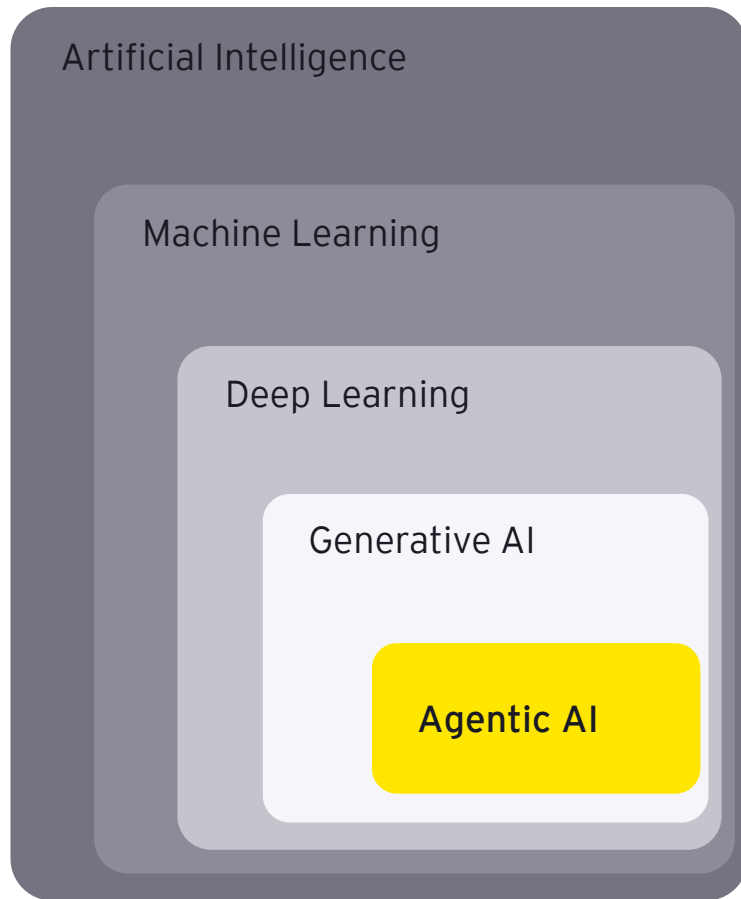 Artificial Intelligence
Machine Learning
Deep Learning
Generative AI
Agentic AI